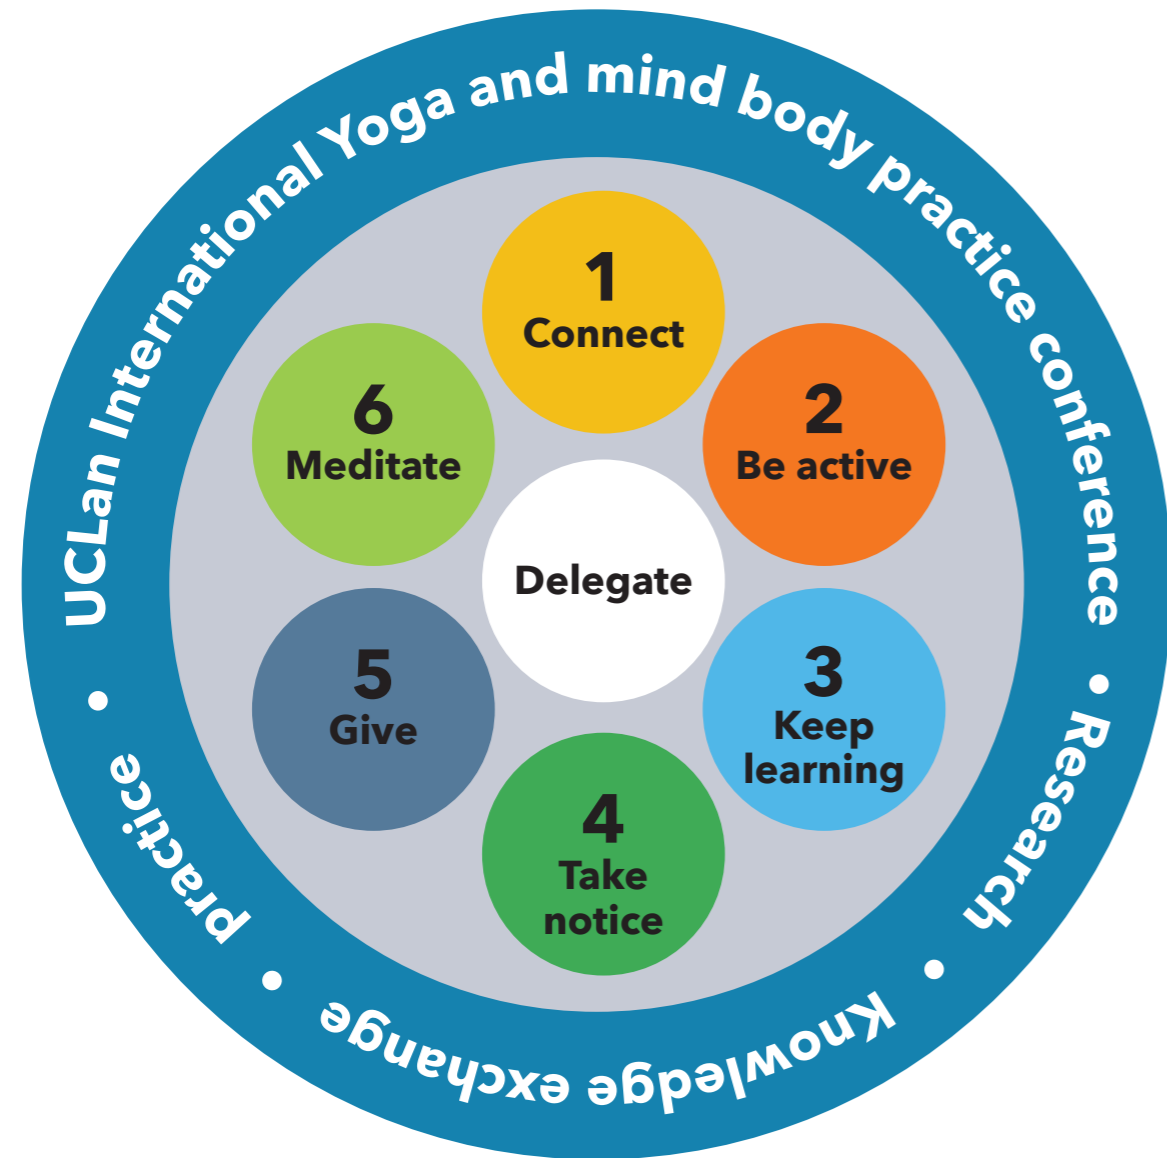 UCLan International Yoga and mind body practice conference • Research • Knowledge exchange • practice •
1
Connect
2
Be active
3
Keep
learning
4
Take
notice
5
Give
6
Meditate
Delegate